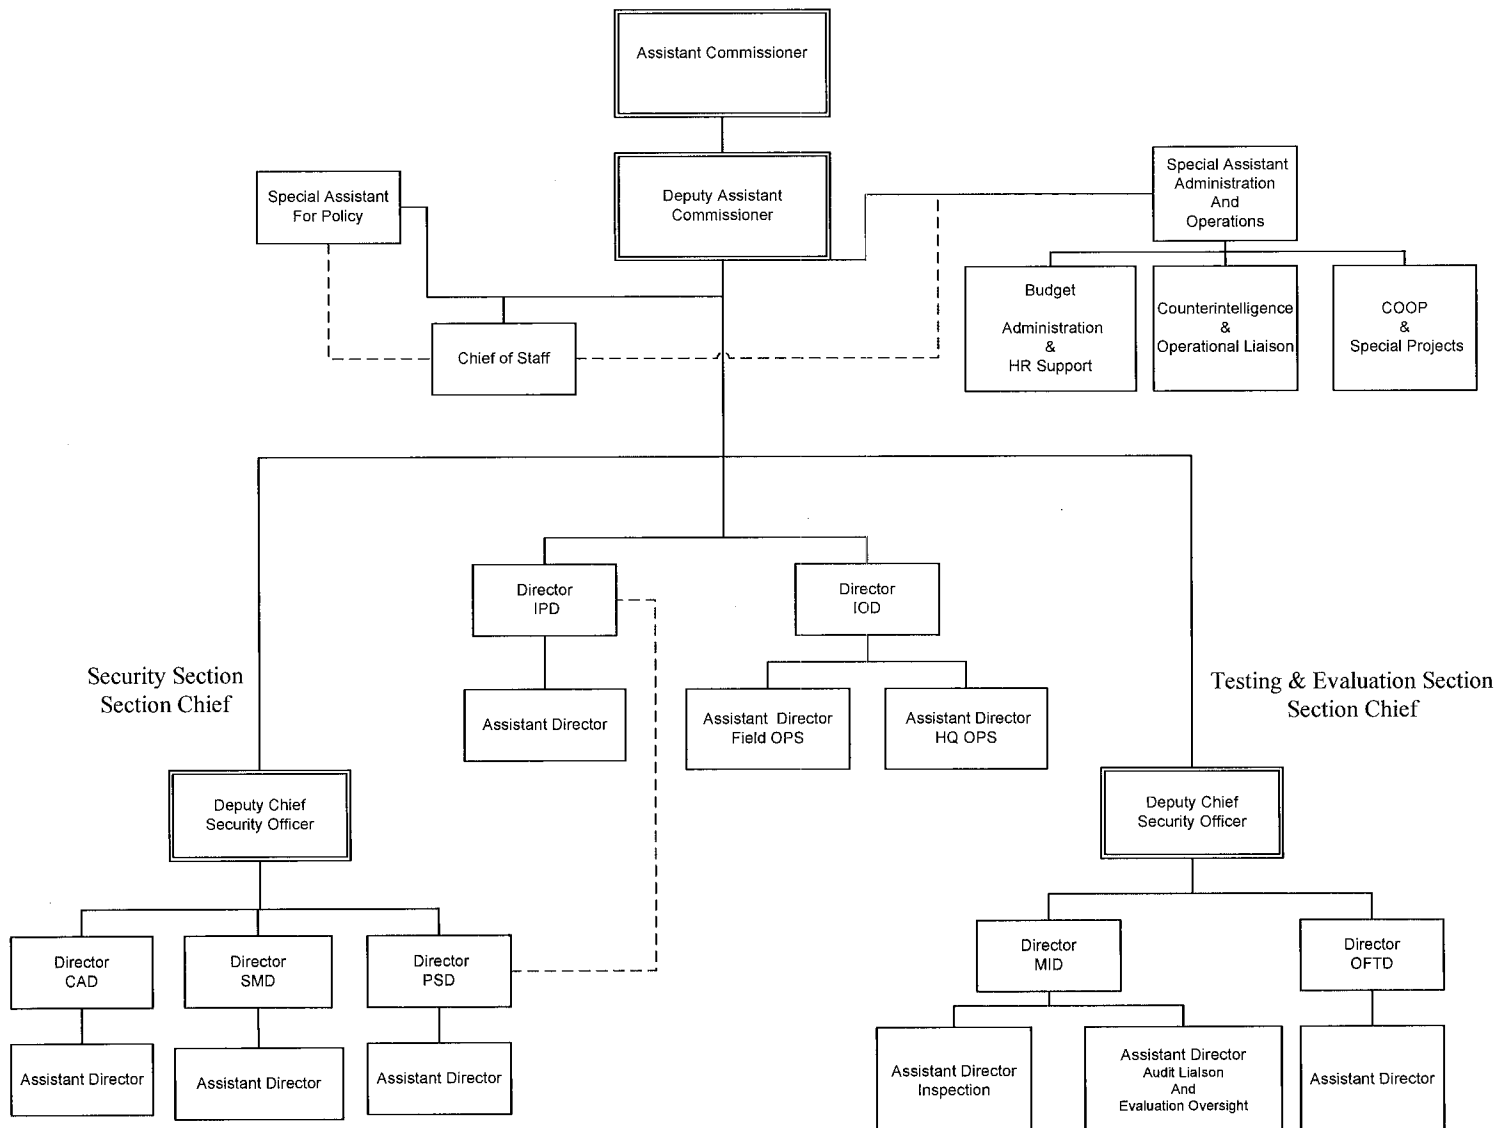 Assistant Commissioner
Deputy Assistant
Commissioner
Special Assistant
For Policy
Special Assistant
Administration
And
Operations
Chief of Staff
Budget
Administration
&
HR Support
Counterintelligence
&
Operational Liaison
COOP
&
Special Projects
Director
IPD
Director
IOD
Security Section
Section Chief
Assistant Director
Assistant Director
Field OPS
Assistant Director
HQ OPS
Testing & Evaluation Section
Section Chief
Deputy Chief
Security Officer
Deputy Chief
Security Officer
Director
CAD
Director
SMD
Director
PSD
Director
MID
Director
OFTD
Assistant Director
Assistant Director
Assistant Director
Assistant Director
Inspection
Assistant Director
Audit Liaison
And
Evaluation Oversight
Assistant Director